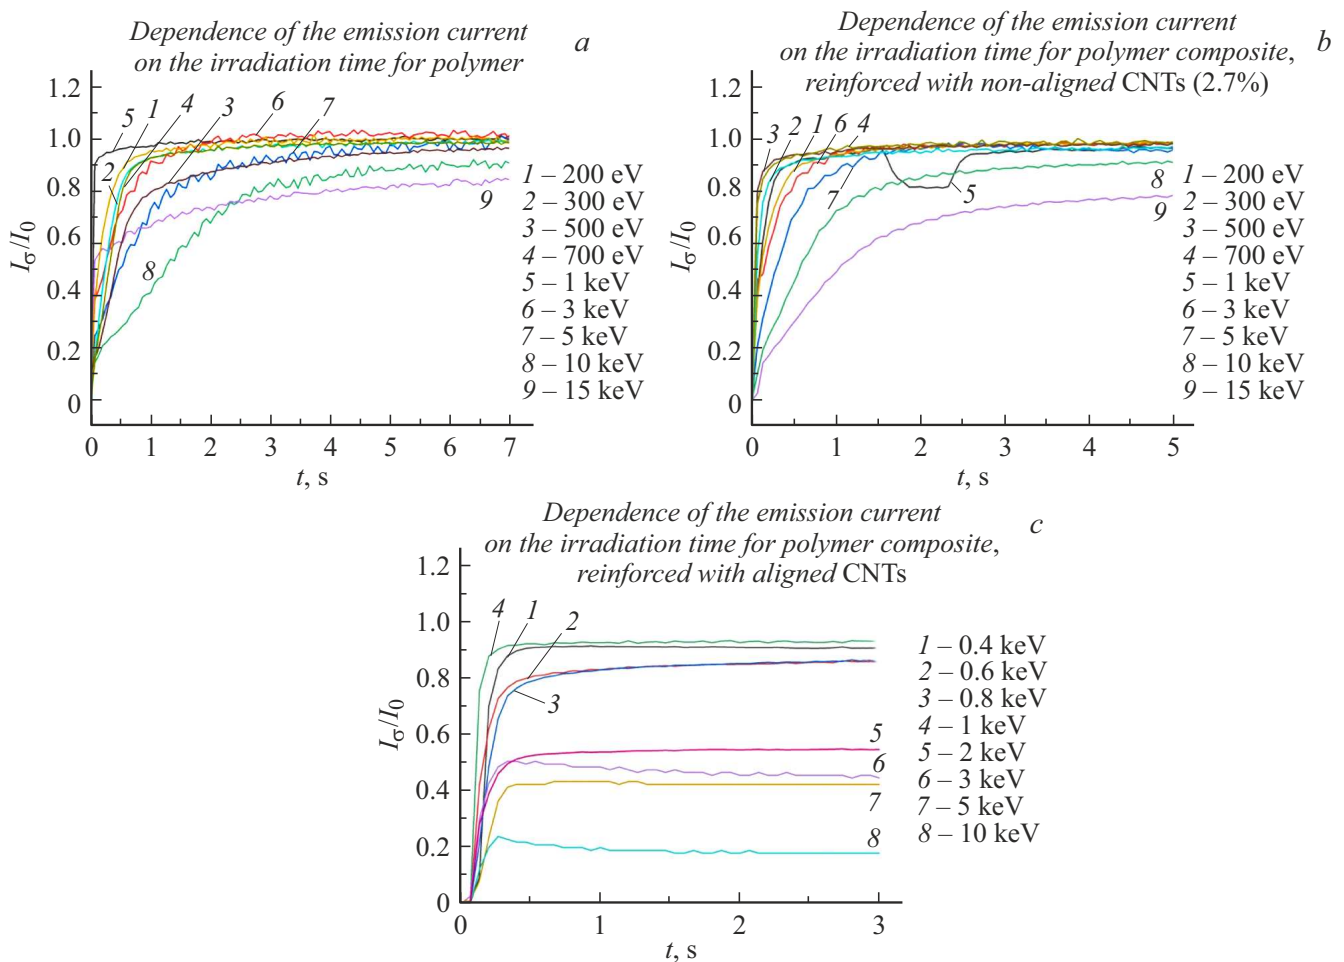 Dependence of the emission current
on the irradiation time for polymer
a
1.2
1.0
0.8
0.6
0.4
0.2
0
Iσ/I0
5 1 4 3 6 7
2
8
9
0 1 2 3 4 5 6 7
t, s
1 – 200 eV
2 – 300 eV
3 – 500 eV
4 – 700 eV
5 – 1 keV
6 – 3 keV
7 – 5 keV
8 – 10 keV
9 – 15 keV
Dependence of the emission current
on the irradiation time for polymer composite,
reinforced with non-aligned CNTs (2.7%)
b
1.2
1.0
0.8
0.6
0.4
0.2
0
Iσ/I0
3 2 1 6 4
7
5
8
9
0 1 2 3 4 5
t, s
1 – 200 eV
2 – 300 eV
3 – 500 eV
4 – 700 eV
5 – 1 keV
6 – 3 keV
7 – 5 keV
8 – 10 keV
9 – 15 keV
Dependence of the emission current
on the irradiation time for polymer composite,
reinforced with aligned CNTs
c
1.2
1.0
0.8
0.6
0.4
0.2
0
Iσ/I0
4 1 2
3
5
6
7
8
0 1 2 3
t, s
1 – 0.4 keV
2 – 0.6 keV
3 – 0.8 keV
4 – 1 keV
5 – 2 keV
6 – 3 keV
7 – 5 keV
8 – 10 keV